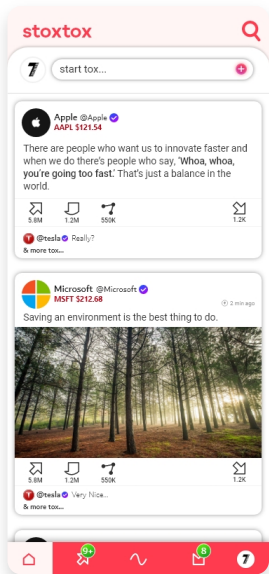 stoxtox
7
start tox...
Apple @Apple
AAPL $121.54
There are people who want us to innovate faster and
when we do there's people who say, 'Whoa, whoa,
you're going too fast.' That's just a balance in the
world.
5.8M 1.2M 550K 1.2K
@tesla Really?
& more tox...
Microsoft @Microsoft
MSFT $212.68
2 min ago
Saving an environment is the best thing to do.
5.8M 1.2M 550K 1.2K
@tesla Very Nice...
& more tox...
9+ 8
7